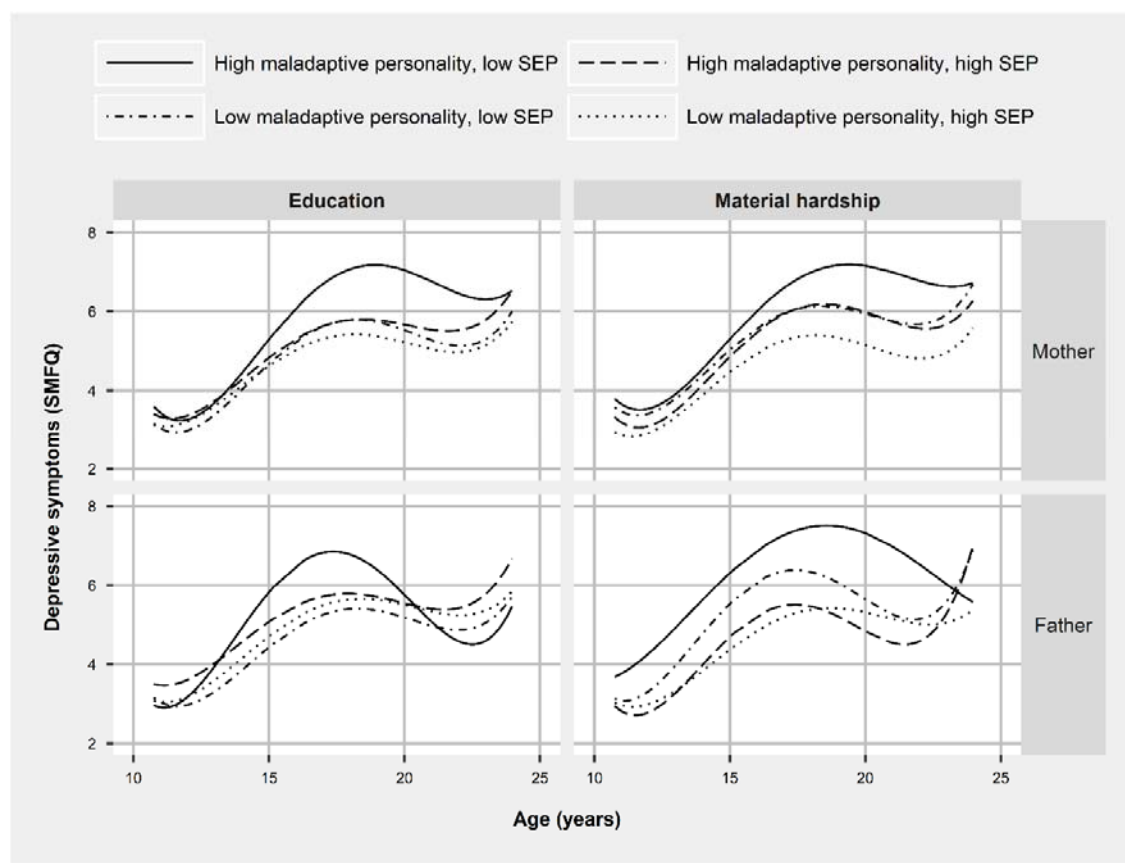 High maladaptive personality, low SEP
High maladaptive personality, high SEP
Low maladaptive personality, low SEP
Low maladaptive personality, high SEP
Education
Material hardship
8
6
4
2
Mother
8
6
4
2
Father
Depressive symptoms (SMFQ)
10 15 20 25
10 15 20 25
Age (years)